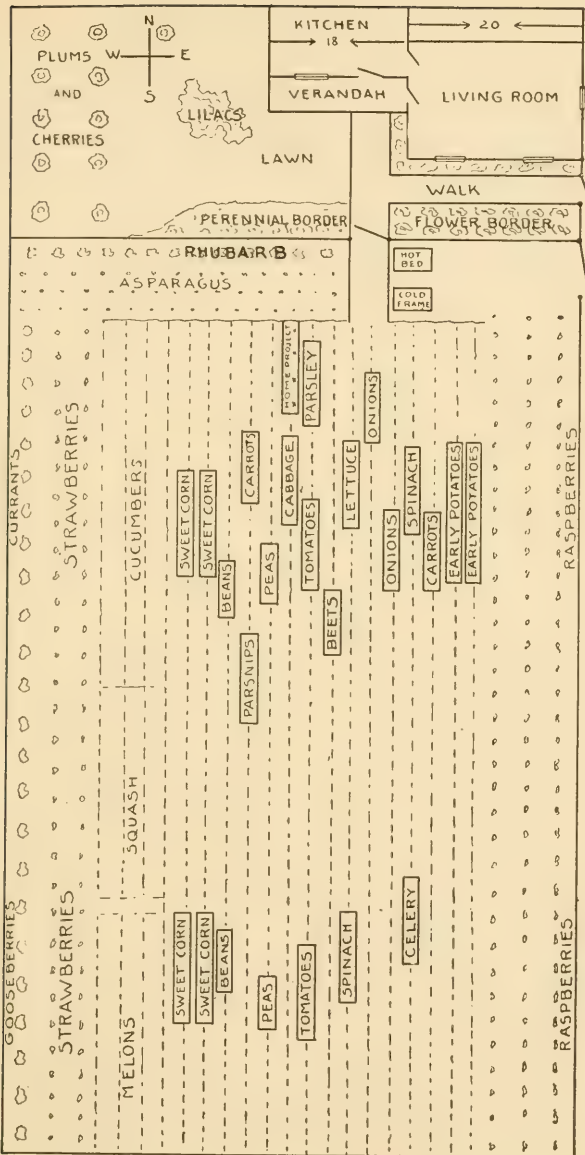 N
KITCHEN
18
20
PLUMS
W
E
AND
S
VERANDAH
LIVING ROOM
CHERRIES
LILACS
LAWN
WALK
PERENNIAL BORDER
FLOWER BORDER
RHUBARB
HOT
BED
ASPARAGUS
COLD
FRAME
CURRANTS
STRAWBERRIES
CUCUMBERS
SWEET CORN
SWEET CORN
BEANS
CARROTS
PARSNIPS
PEAS
HOME PROJECT
CABBAGE
PARSLEY
TOMATOES
BEETS
LETTUCE
ONIONS
ONIONS
SPINACH
CARROTS
EARLY POTATOES
EARLY POTATOES
RASPBERRIES
SQUASH
GOOSEBERRIES
STRAWBERRIES
MELONS
SWEET CORN
SWEET CORN
BEANS
PEAS
TOMATOES
SPINACH
CELERY
RASPBERRIES